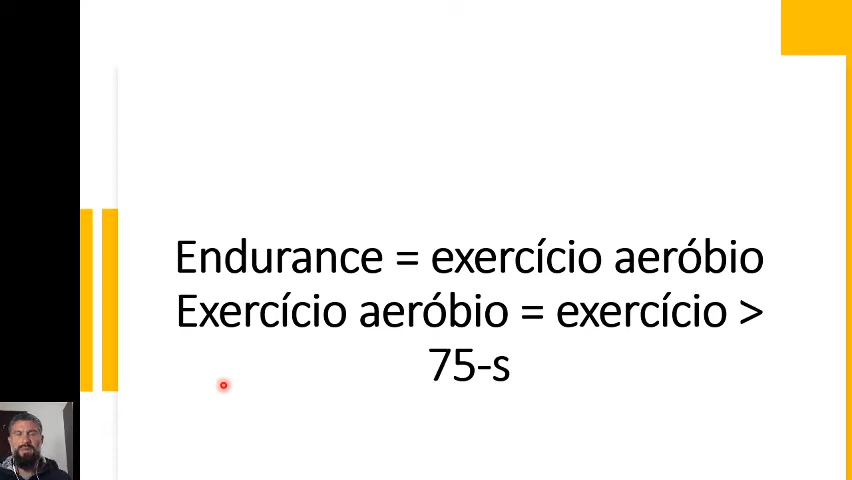 Endurance = exercício aeróbio
Exercício aeróbio = exercício >
75-s